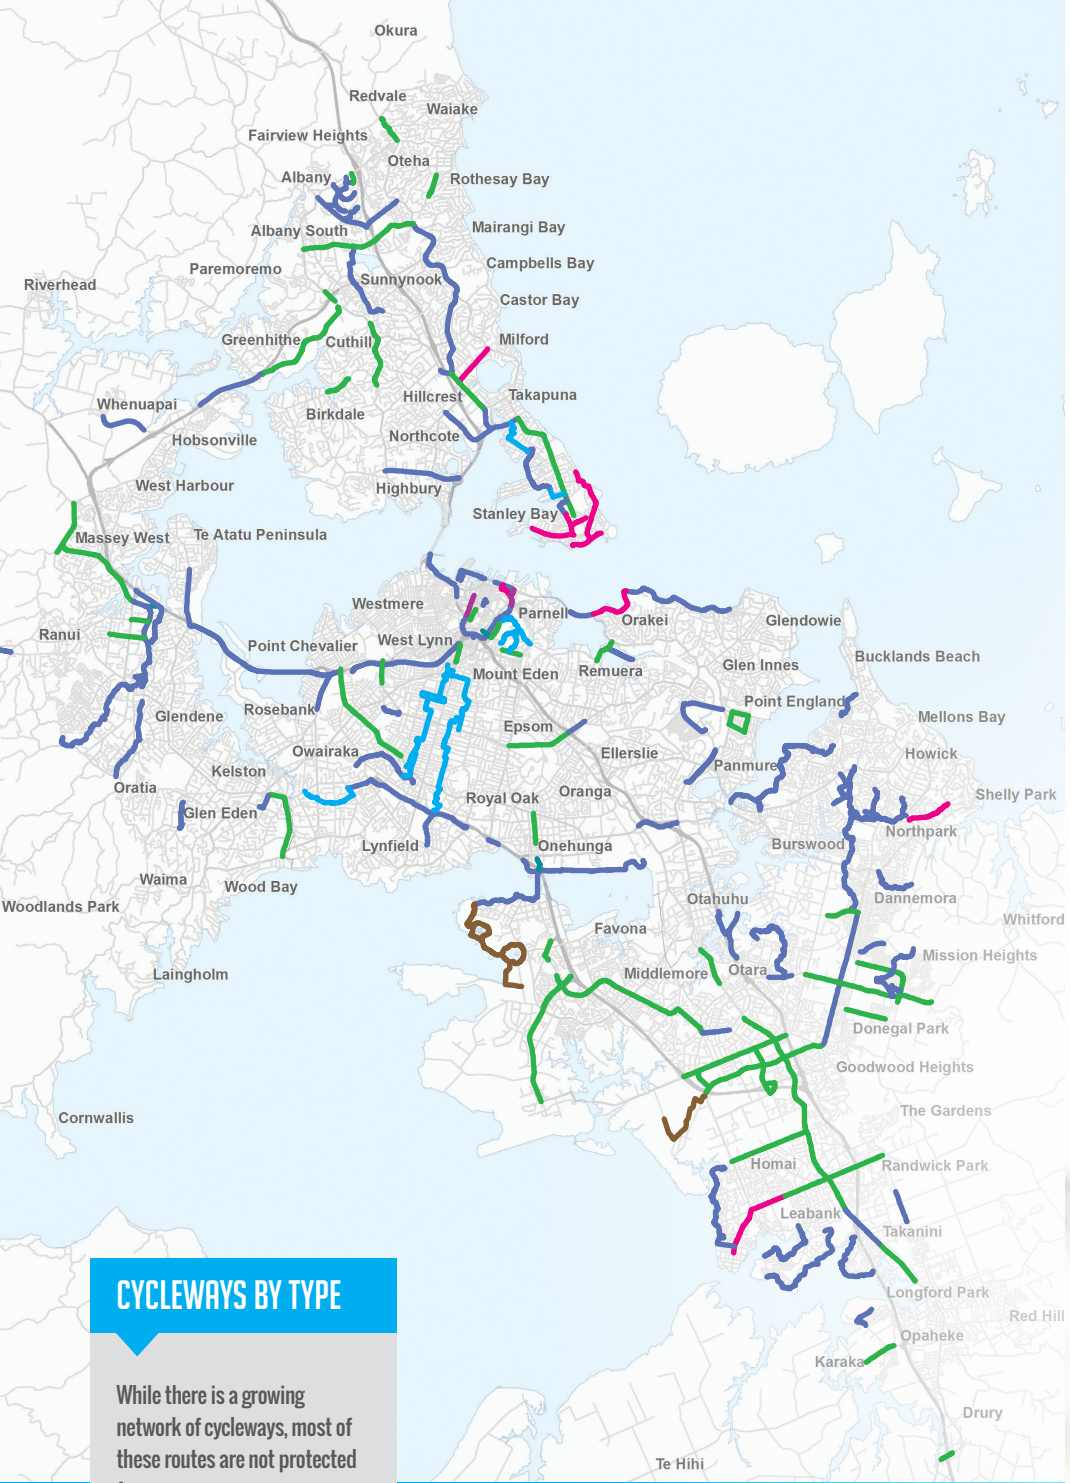 Okura
Redvale
Waiake
Fairview Heights
Oteha
Albany
Rothesay Bay
Albany South
Mairangi Bay
Paremoremo
Campbells Bay
Riverhead
Sunnynook
Castor Bay
Greenhithe
Cuthill
Milford
Hillcrest
Takapuna
Whenuapai
Birkdale
Hobsonville
Northcote
West Harbour
Highbury
Stanley Bay
Massey West
Te Atatu Peninsula
Westmere
Parnell
Orakei
Glendowie
Ranui
Point Chevalier
West Lynn
Bucklands Beach
Mount Eden
Remuera
Glen Innes
Point England
Glendene
Rosebank
Mellons Bay
Epsom
Owairaka
Ellerslie
Howick
Kelston
Panmure
Oratia
Royal Oak
Oranga
Shelly Park
Glen Eden
Northpark
Lynfield
Onehunga
Burswood
Waima
Wood Bay
Otahuhu
Dannemora
Woodlands Park
Whitford
Favona
Mission Heights
Laingholm
Middlemore
Otara
Donegal Park
Goodwood Heights
Cornwallis
The Gardens
Homai
Randwick Park
Leabank
Takanini
Longford Park
Red Hill
Opaheke
Karaka
Drury
Te Hihi
CYCLEWAYS BY TYPE
While there is a growing
network of cycleways, most of
these routes are not protected